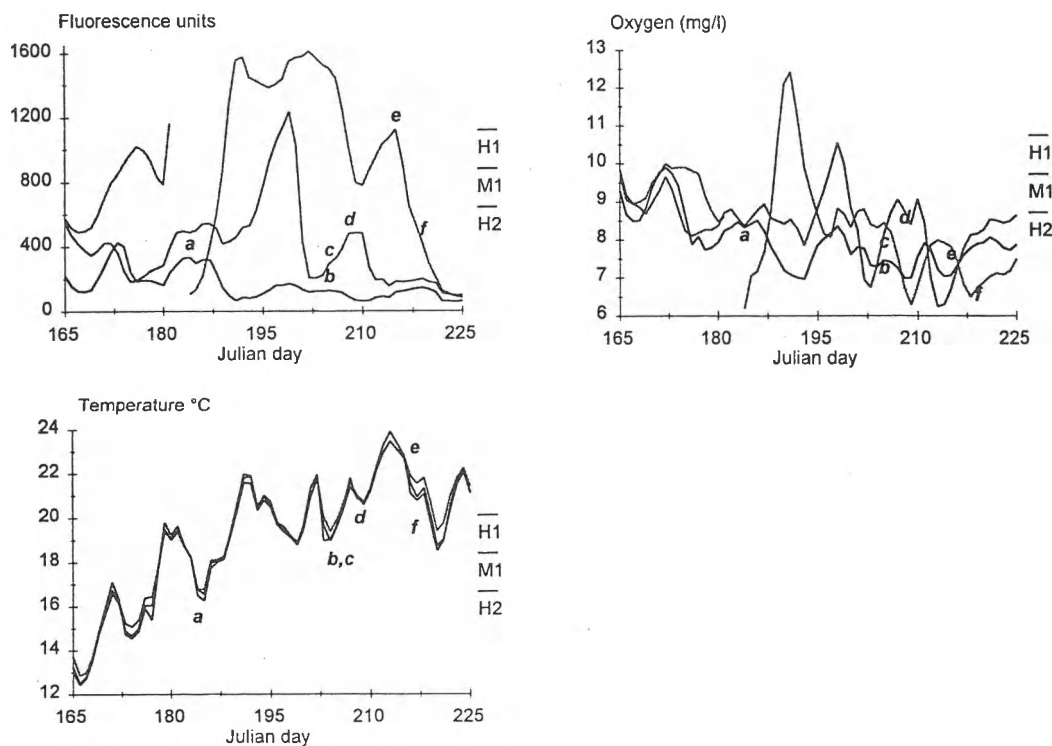 Fluorescence units
1600
1200
800
400
0
165 180 195 210 225
Julian day
a
b
c
d
e
f
H1
M1
H2
Oxygen (mg/l)
13
12
11
10
9
8
7
6
165 180 195 210 225
Julian day
a
b
c
d
e
f
H1
M1
H2
Temperature °C
24
22
20
18
16
14
12
165 180 195 210 225
Julian day
a
b,c
d
e
f
H1
M1
H2